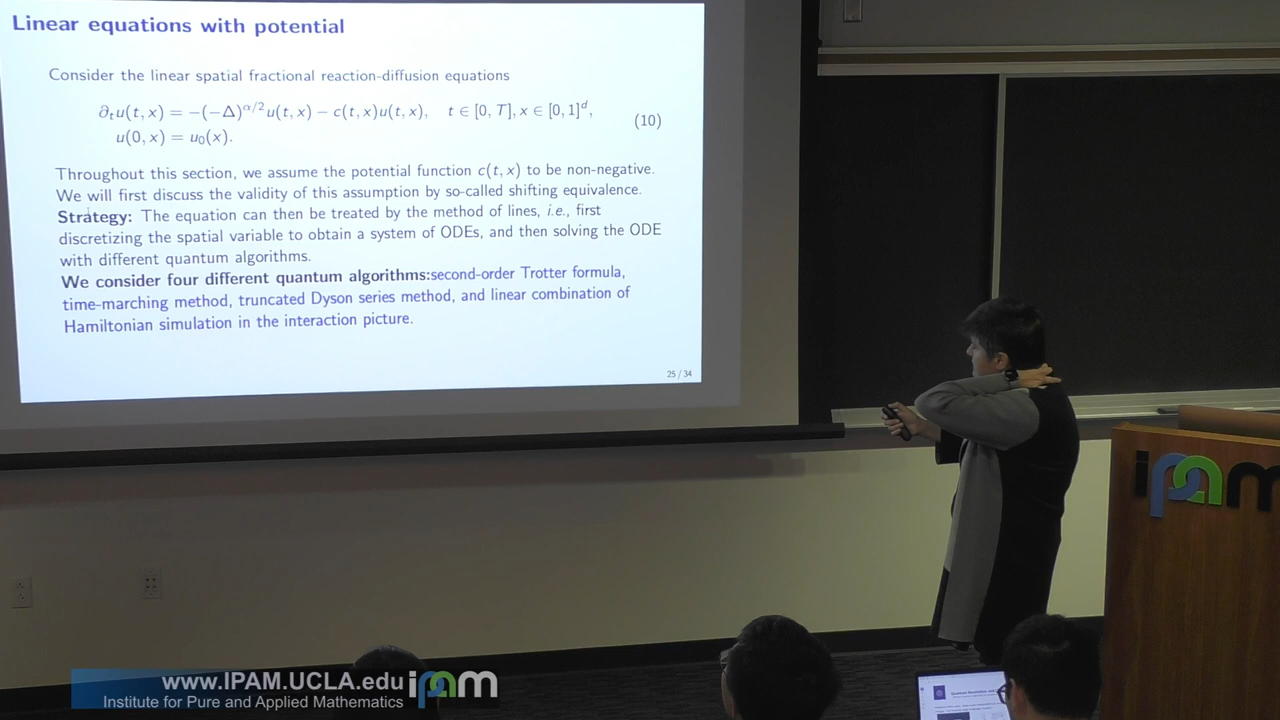 Linear equations with potential
Consider the linear spatial fractional reaction-diffusion equations
∂ₜu(t, x) = −(−Δ)^{α/2}u(t, x) − c(t, x)u(t, x), t ∈ [0, T], x ∈ [0, 1]^d,
(10)
u(0, x) = u₀(x).
Throughout this section, we assume the potential function c(t, x) to be non-negative.
We will first discuss the validity of this assumption by so-called shifting equivalence.
Strategy: The equation can then be treated by the method of lines, i.e., first
discretizing the spatial variable to obtain a system of ODEs, and then solving the ODE
with different quantum algorithms.
We consider four different quantum algorithms:second-order Trotter formula,
time-marching method, truncated Dyson series method, and linear combination of
Hamiltonian simulation in the interaction picture.
25 / 34
ipam
www.IPAM.UCLA.edu ipam
Institute for Pure and Applied Mathematics